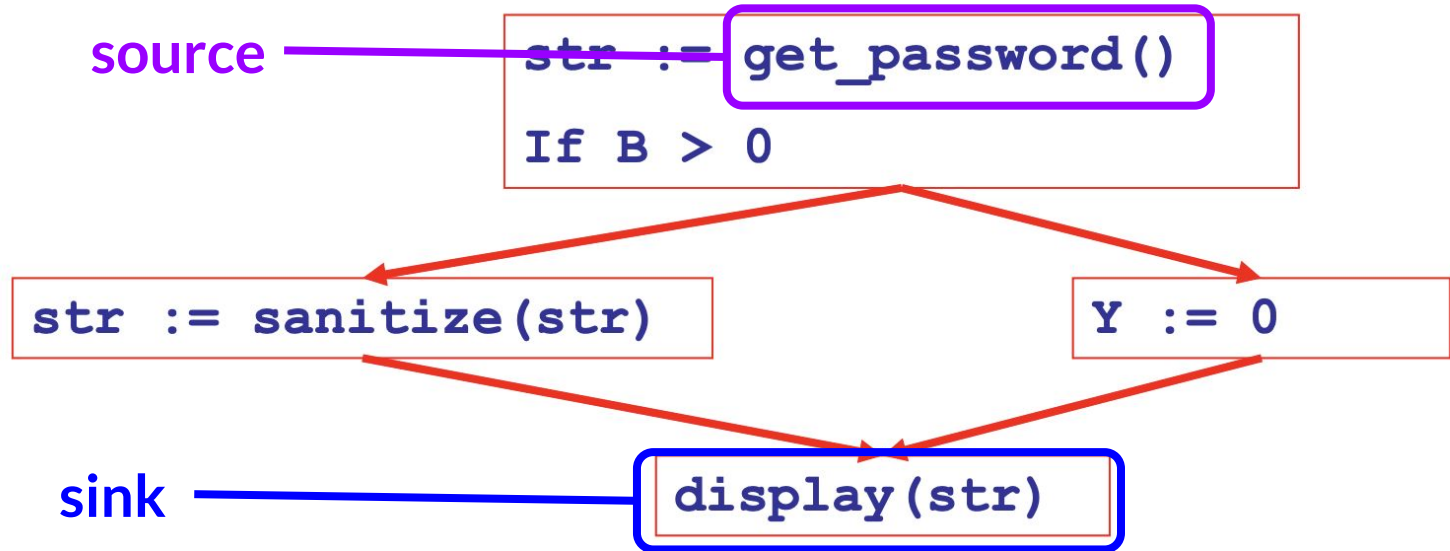 source
str := get_password()
If B > 0
str := sanitize(str)
Y := 0
sink
display(str)